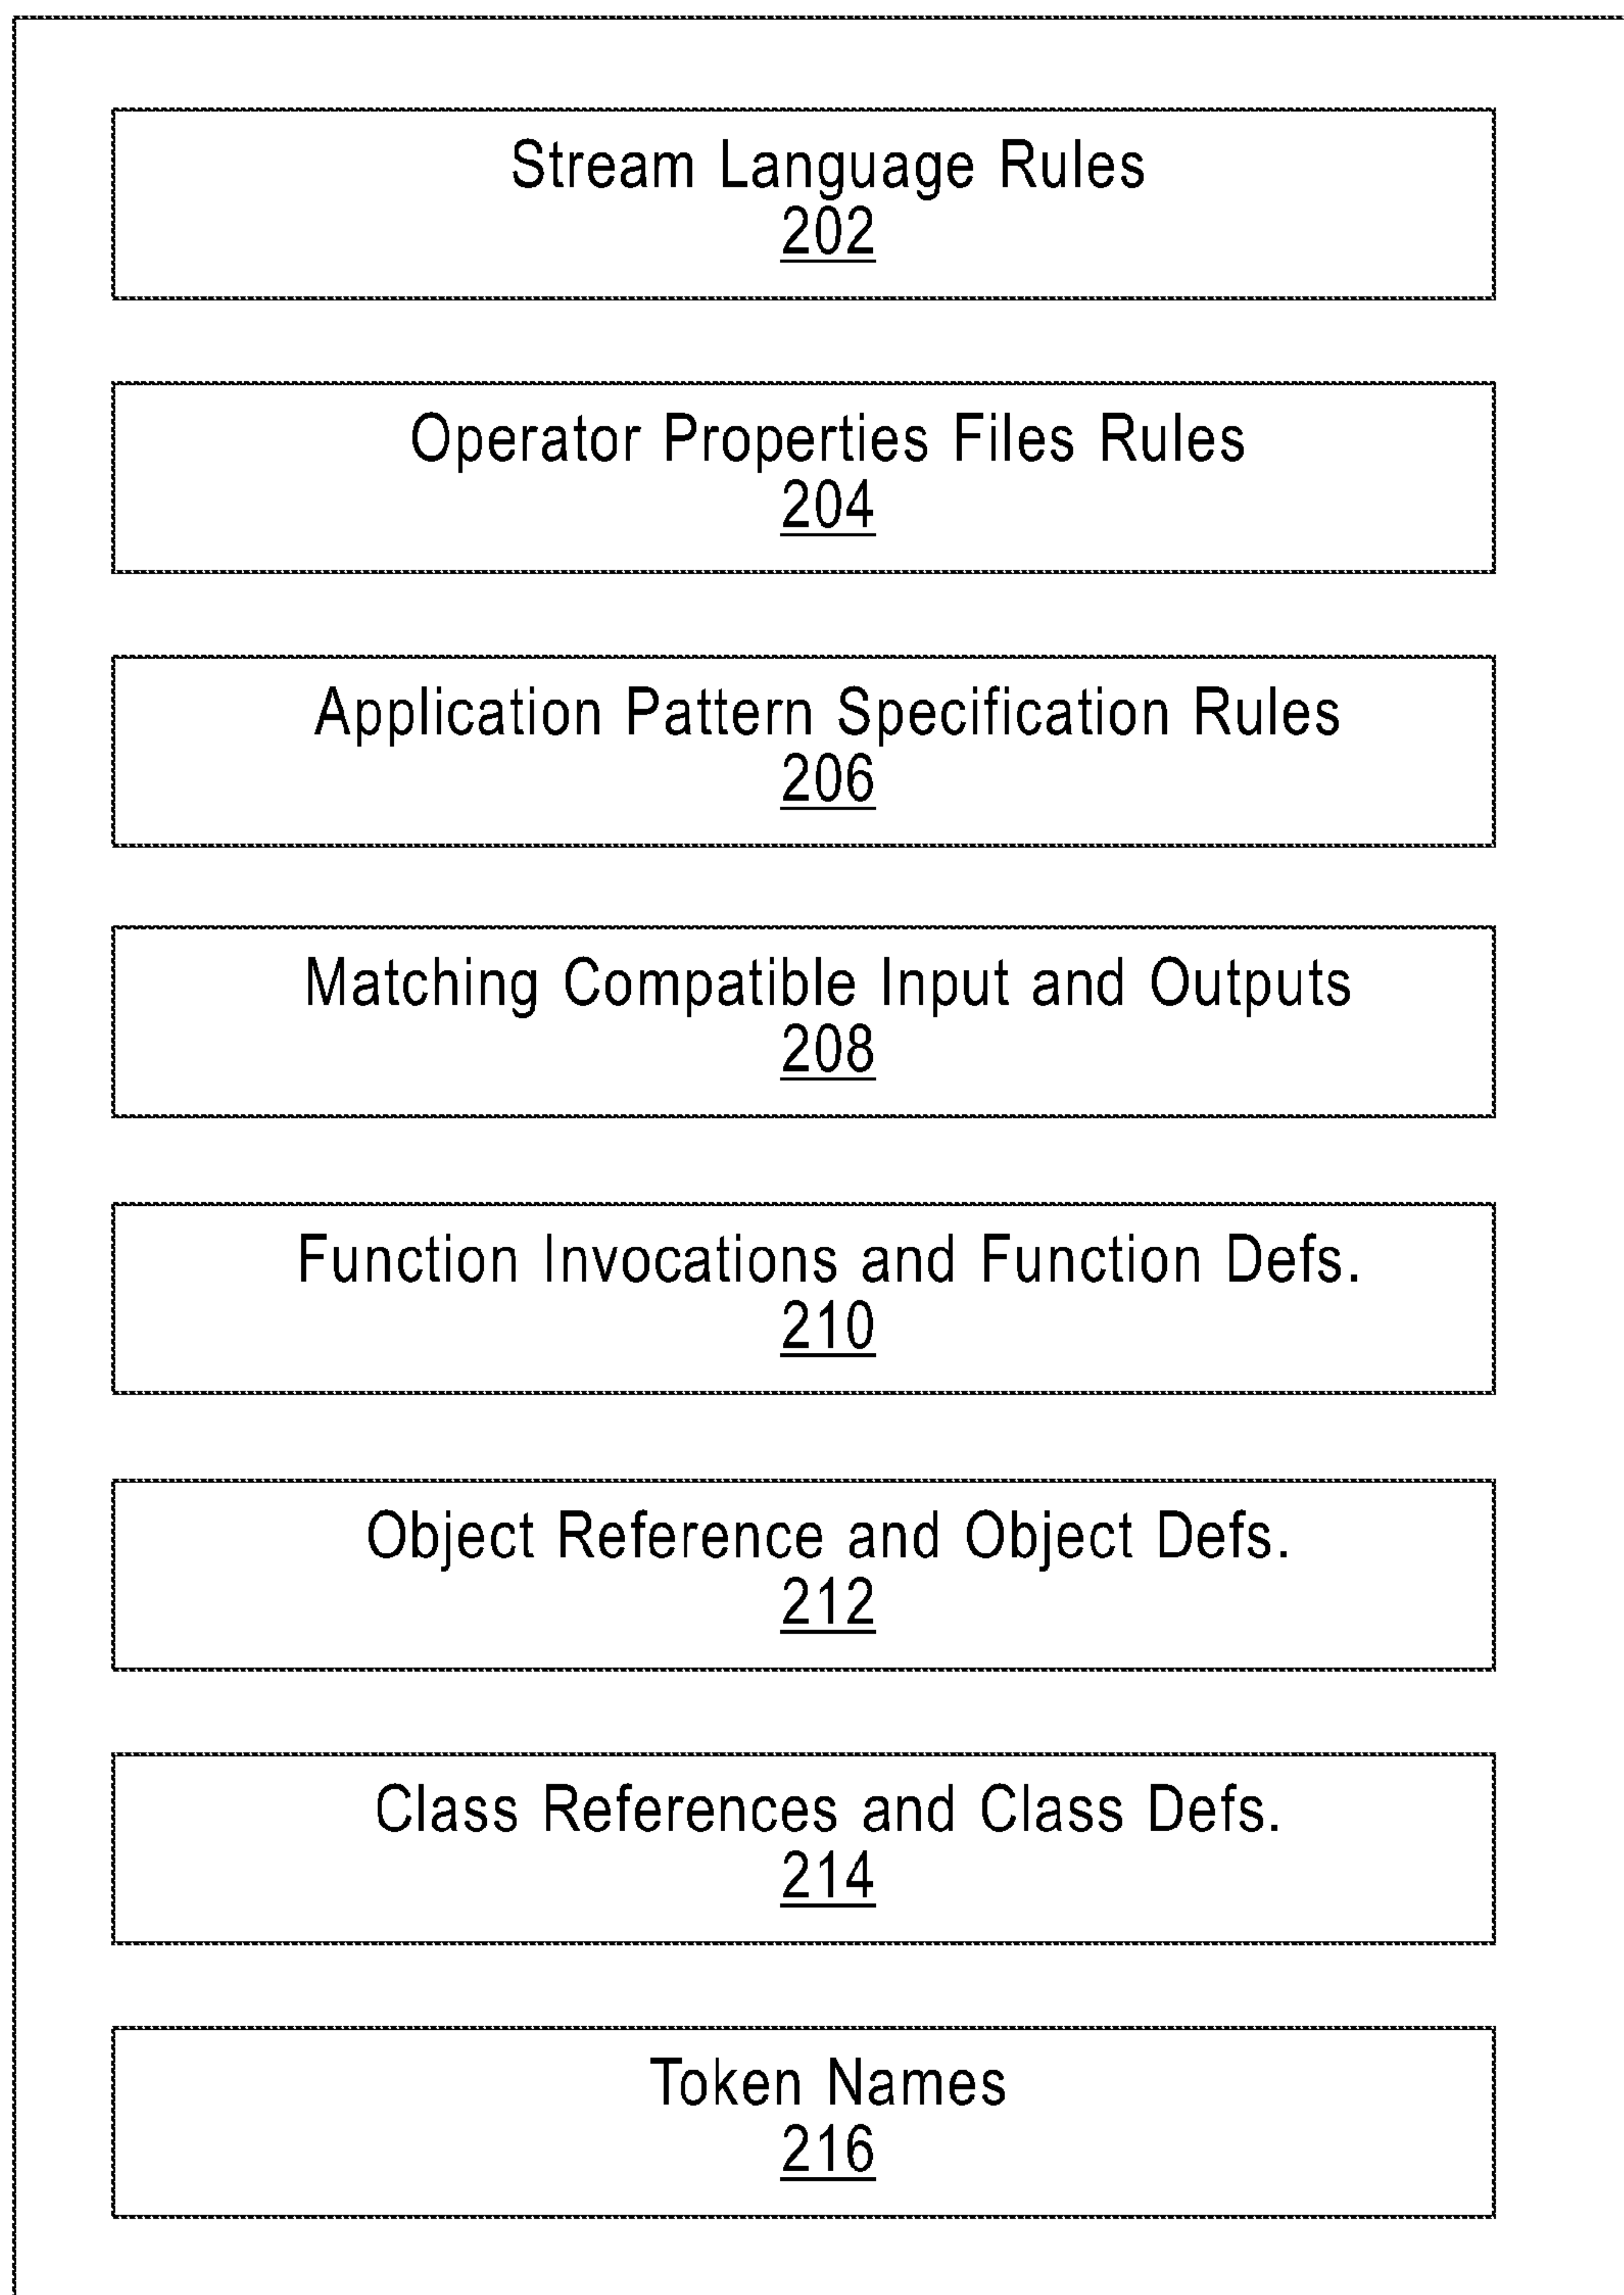 Stream Language Rules
202
Operator Properties Files Rules
204
Application Pattern Specification Rules
206
Matching Compatible Input and Outputs
208
Function Invocations and Function Defs.
210
Object Reference and Object Defs.
212
Class References and Class Defs.
214
Token Names
216